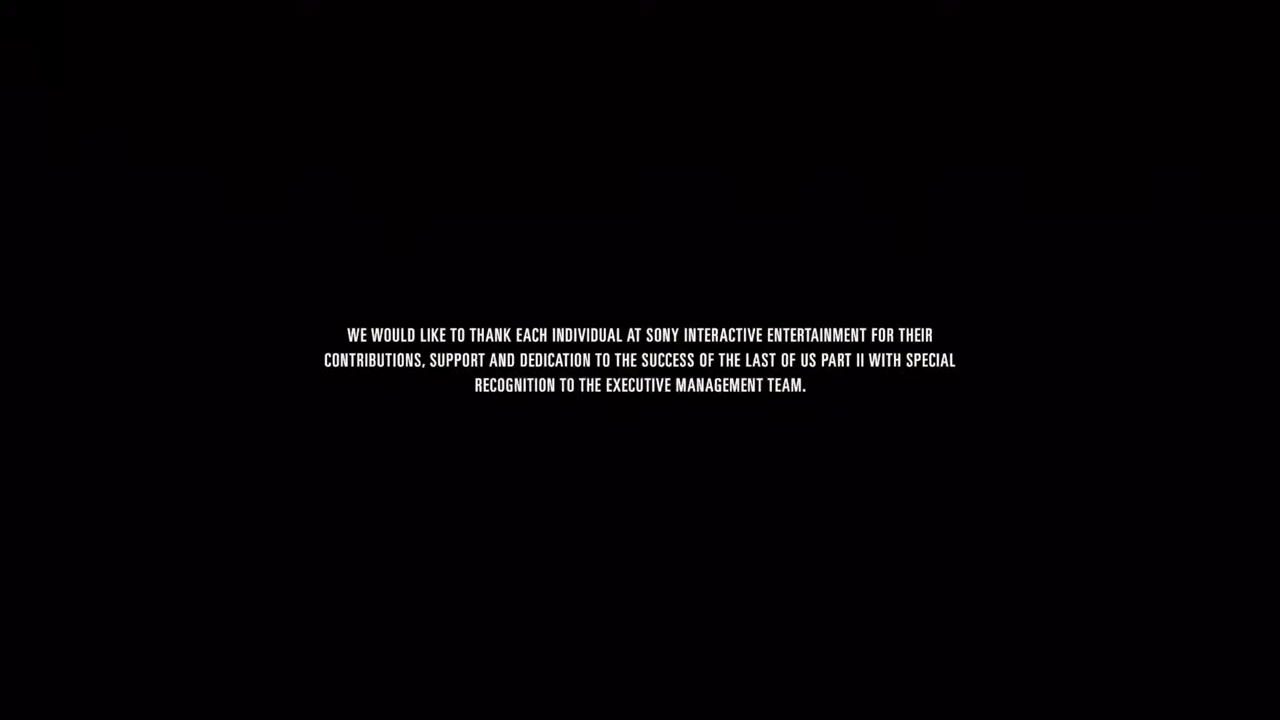 WE WOULD LIKE TO THANK EACH INDIVIDUAL AT SONY INTERACTIVE ENTERTAINMENT FOR THEIR
CONTRIBUTIONS, SUPPORT AND DEDICATION TO THE SUCCESS OF THE LAST OF US PART II WITH SPECIAL
RECOGNITION TO THE EXECUTIVE MANAGEMENT TEAM.